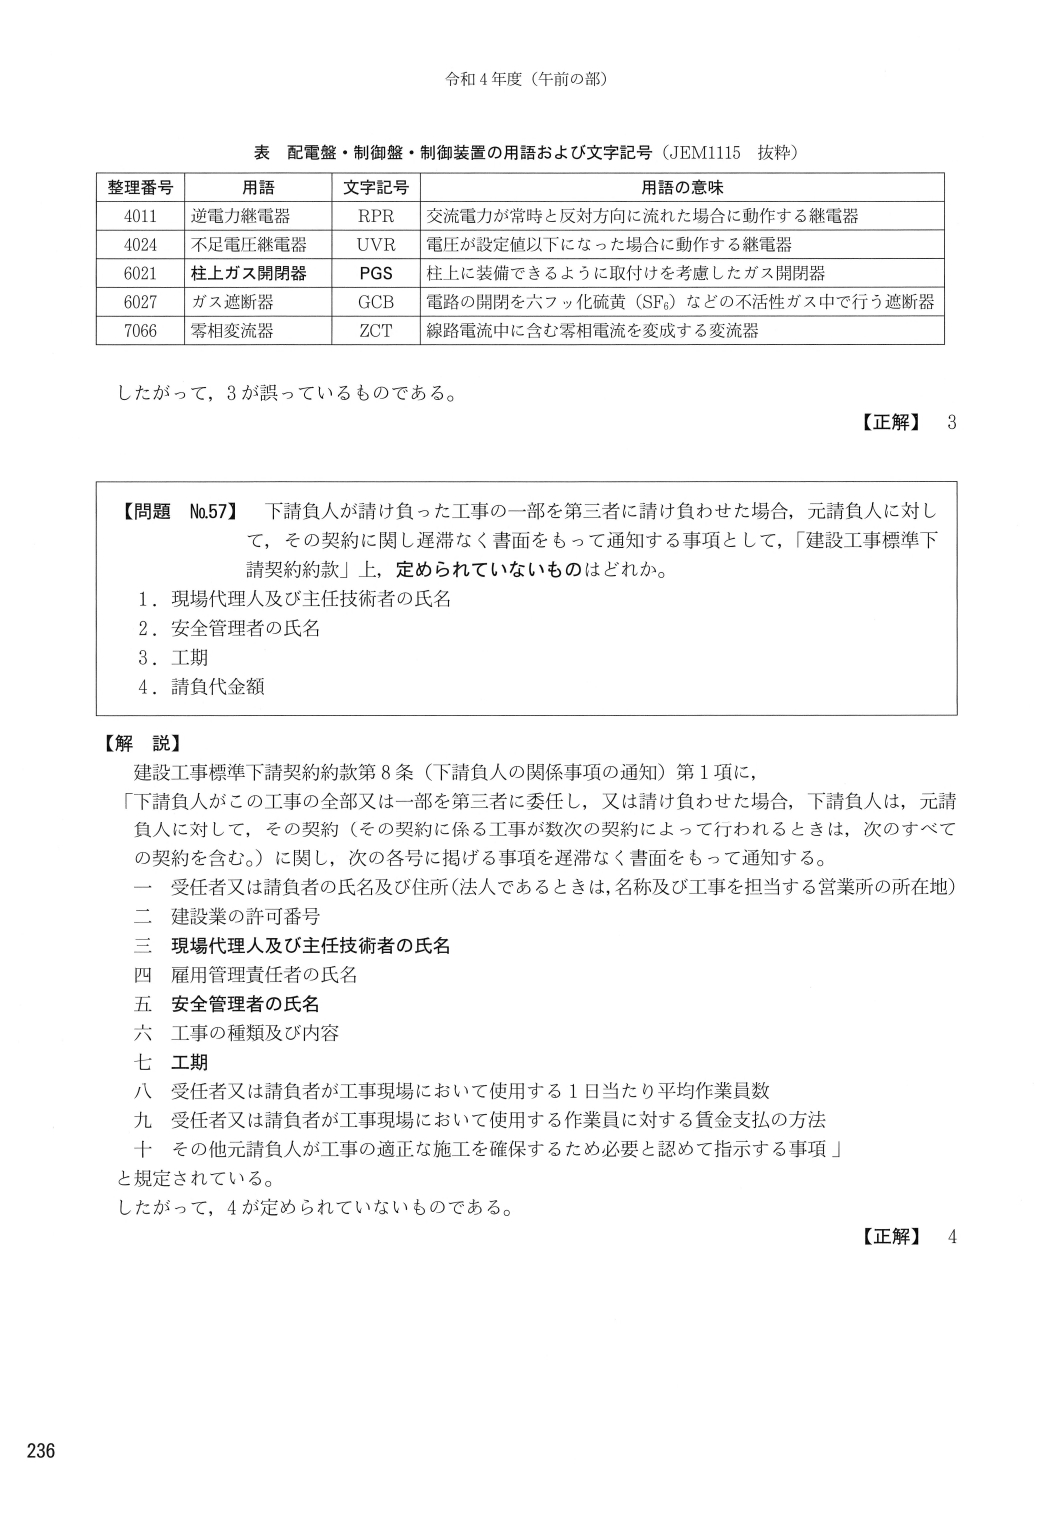 令和4年度（午前の部）
表　配電盤・制御盤・制御装置の用語および文字記号（JEM1115　抜粋）
整理番号　用語　文字記号　用語の意味
4011　逆電力継電器　RPR　交流電力が常時と反対方向に流れた場合に動作する継電器
4024　不足電圧継電器　UVR　電圧が設定値以下になった場合に動作する継電器
6021　柱上ガス開閉器　PGS　柱上に装備できるように取付けを考慮したガス開閉器
6027　ガス遮断器　GCB　電路の開閉を六フッ化硫黄（SF₆）などの不活性ガス中で行う遮断器
7066　零相変流器　ZCT　線路電流中に含む零相電流を変成する変流器
したがって，3が誤っているものである。
【正解】　3
【問題　№57】　下請負人が請け負った工事の一部を第三者に請け負わせた場合，元請負人に対し
て，その契約に関し遅滞なく書面をもって通知する事項として，「建設工事標準下
請契約約款」上，定められていないものはどれか。
1．現場代理人及び主任技術者の氏名
2．安全管理者の氏名
3．工期
4．請負代金額
【解　説】
建設工事標準下請契約約款第8条（下請負人の関係事項の通知）第1項に，
「下請負人がこの工事の全部又は一部を第三者に委任し，又は請け負わせた場合，下請負人は，元請
負人に対して，その契約（その契約に係る工事が数次の契約によって行われるときは，次のすべて
の契約を含む。）に関し，次の各号に掲げる事項を遅滞なく書面をもって通知する。
一　受任者又は請負者の氏名及び住所（法人であるときは，名称及び工事を担当する営業所の所在地）
二　建設業の許可番号
三　現場代理人及び主任技術者の氏名
四　雇用管理責任者の氏名
五　安全管理者の氏名
六　工事の種類及び内容
七　工期
八　受任者又は請負者が工事現場において使用する1日当たり平均作業員数
九　受任者又は請負者が工事現場において使用する作業員に対する賃金支払の方法
十　その他元請負人が工事の適正な施工を確保するため必要と認めて指示する事項」
と規定されている。
したがって，4が定められていないものである。
【正解】　4
236